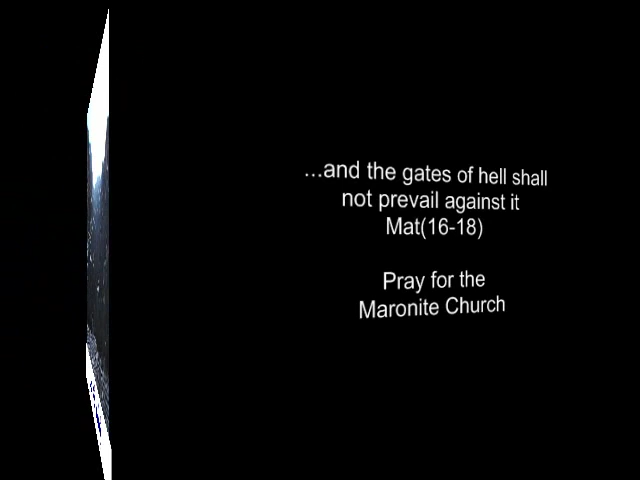 ...and the gates of hell shall
not prevail against it
Mat(16-18)
Pray for the
Maronite Church